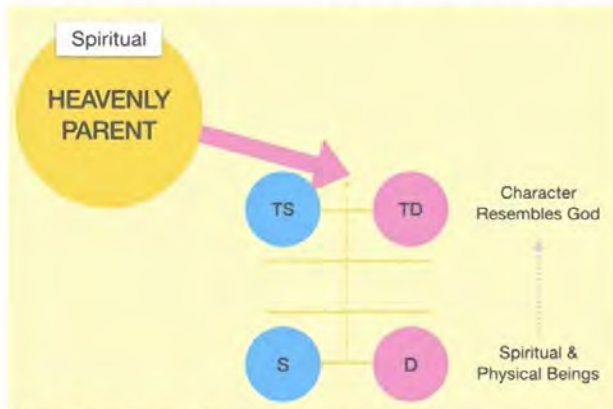 Spiritual
HEAVENLY
PARENT
TS
TD
Character
Resembles God
S
D
Spiritual &
Physical Beings